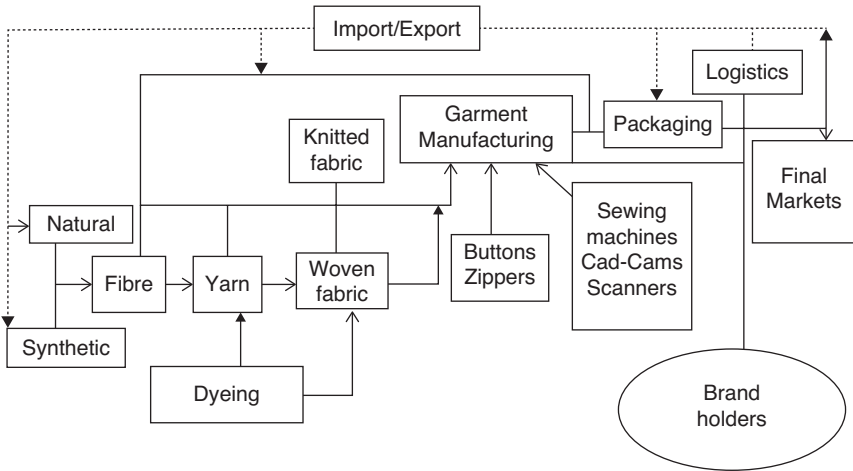 Import/Export
Logistics
Garment
Manufacturing
Packaging
Knitted
fabric
Final
Markets
Natural
Sewing
machines
Cad-Cams
Scanners
Buttons
Zippers
Fibre
Yarn
Woven
fabric
Synthetic
Dyeing
Brand
holders